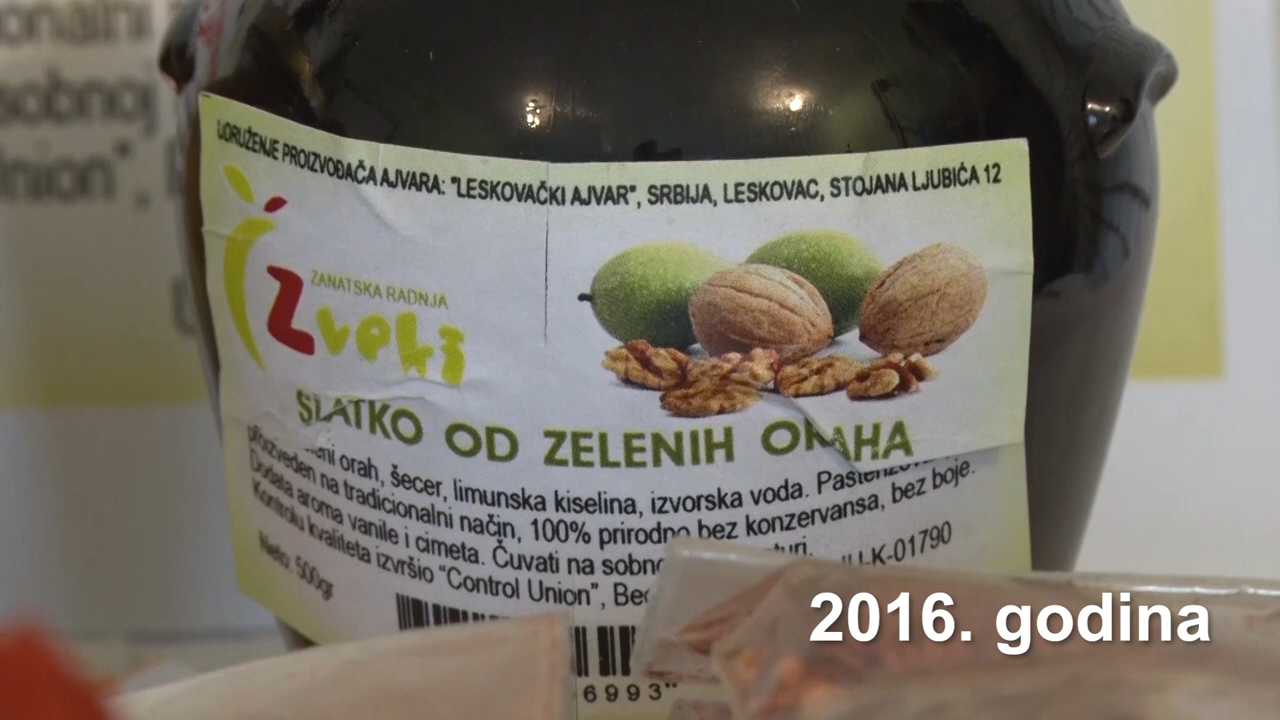 UDRUŽENJE PROIZVOĐAČA AJVARA: "LESKOVAČKI AJVAR", SRBIJA, LESKOVAC, STOJANA LJUBIĆA 12
ZANATSKA RADNJA
Zveki
SLATKO OD ZELENIH ORAHA
orah, šećer, limunska kiselina, izvorska voda.
proizveden na tradicionalni način, 100% prirodno bez konzervansa, bez boje.
Dodata aroma vanile i cimeta. Čuvati na
Kontrolu kvaliteta izvršio "Control Union",
-K-01790
Neto: 500gr
6993"
2016. godina
sobnoj